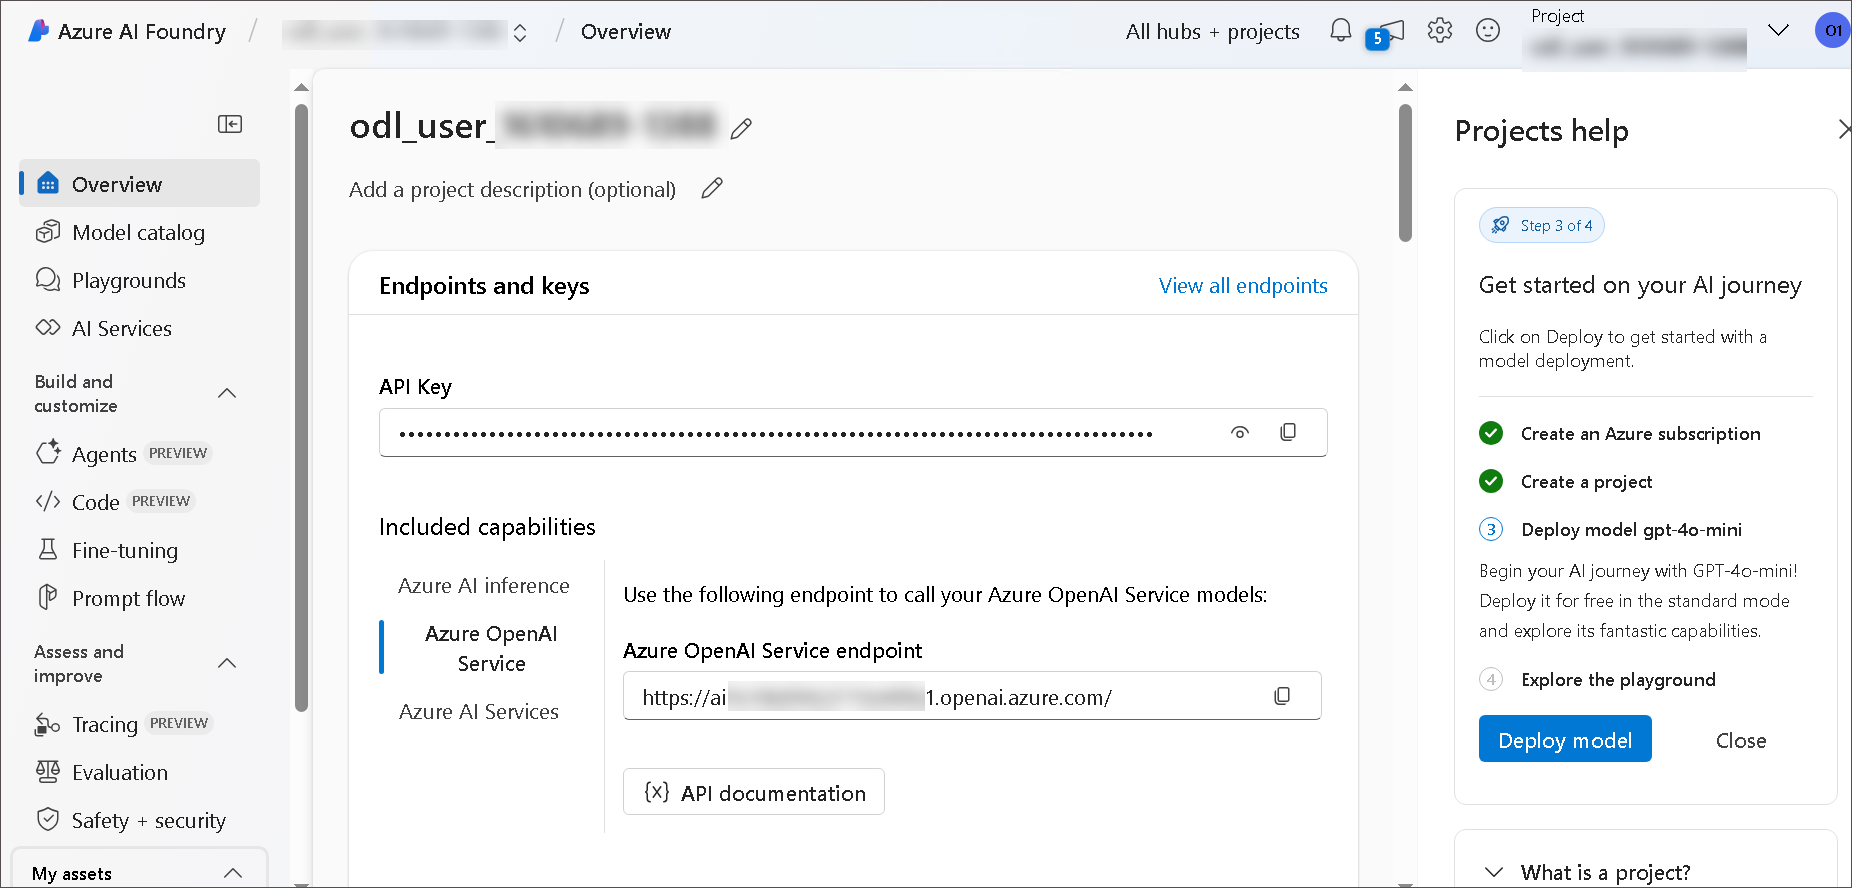 Azure AI Foundry / / Overview
All hubs + projects
5
Project
O1
Overview
Model catalog
Playgrounds
AI Services
Build and
customize
Agents PREVIEW
Code PREVIEW
Fine-tuning
Prompt flow
Assess and
improve
Tracing PREVIEW
Evaluation
Safety + security
My assets
odl_user_
Add a project description (optional)
Endpoints and keys
View all endpoints
API Key
Included capabilities
Azure AI inference
Azure OpenAI
Service
Azure AI Services
Use the following endpoint to call your Azure OpenAI Service models:
Azure OpenAI Service endpoint
https://ai 1.openai.azure.com/
{x} API documentation
Projects help
Step 3 of 4
Get started on your AI journey
Click on Deploy to get started with a
model deployment.
Create an Azure subscription
Create a project
3 Deploy model gpt-4o-mini
Begin your AI journey with GPT-4o-mini!
Deploy it for free in the standard mode
and explore its fantastic capabilities.
4 Explore the playground
Deploy model
Close
What is a project?